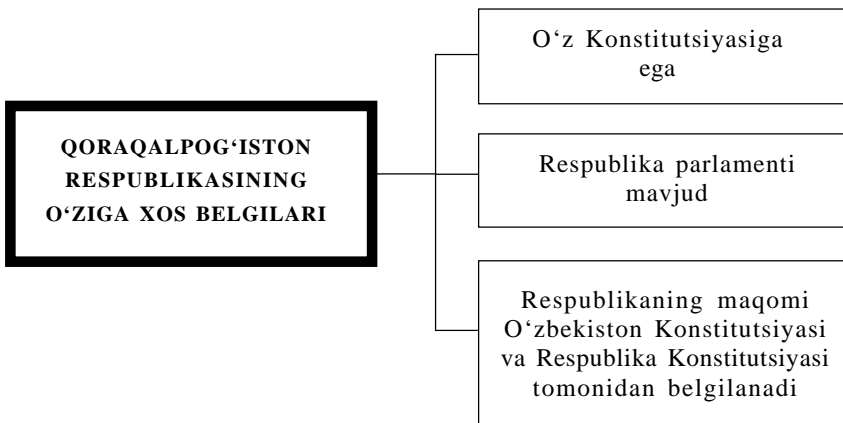 QORAQALPOG‘ISTON
RESPUBLIKASINING
O‘ZIGA XOS BELGILARI
O‘z Konstitutsiyasiga
ega
Respublika parlamenti
mavjud
Respublikaning maqomi
O‘zbekiston Konstitutsiyasi
va Respublika Konstitutsiyasi
tomonidan belgilanadi